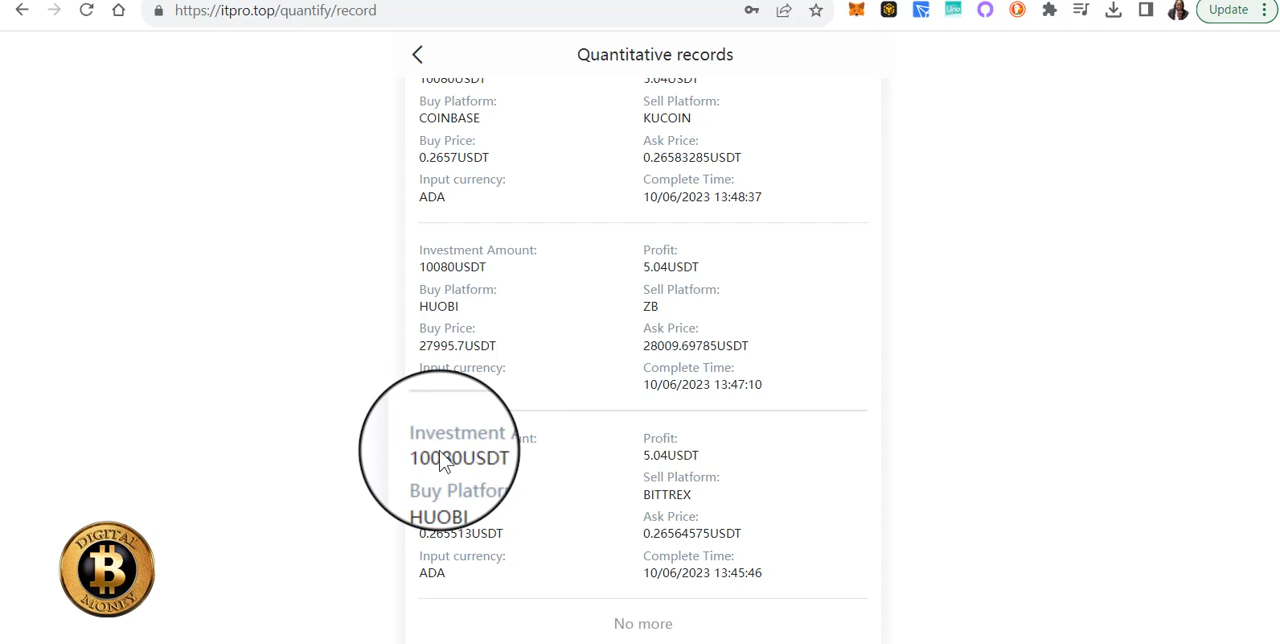 https://itpro.top/quantify/record
Update
Quantitative records
10080USDT 5.04USDT
Buy Platform: Sell Platform:
COINBASE KUCOIN
Buy Price: Ask Price:
0.2657USDT 0.26583285USDT
Input currency: Complete Time:
ADA 10/06/2023 13:48:37
Investment Amount: Profit:
10080USDT 5.04USDT
Buy Platform: Sell Platform:
HUOBI ZB
Buy Price: Ask Price:
27995.7USDT 28009.69785USDT
Input currency: Complete Time:
10/06/2023 13:47:10
Investment Profit:
10080USDT 5.04USDT
Buy Platform Sell Platform:
HUOBI BITTREX
Ask Price:
0.265513USDT 0.26564575USDT
Input currency: Complete Time:
ADA 10/06/2023 13:45:46
No more
DIGITAL
MONEY